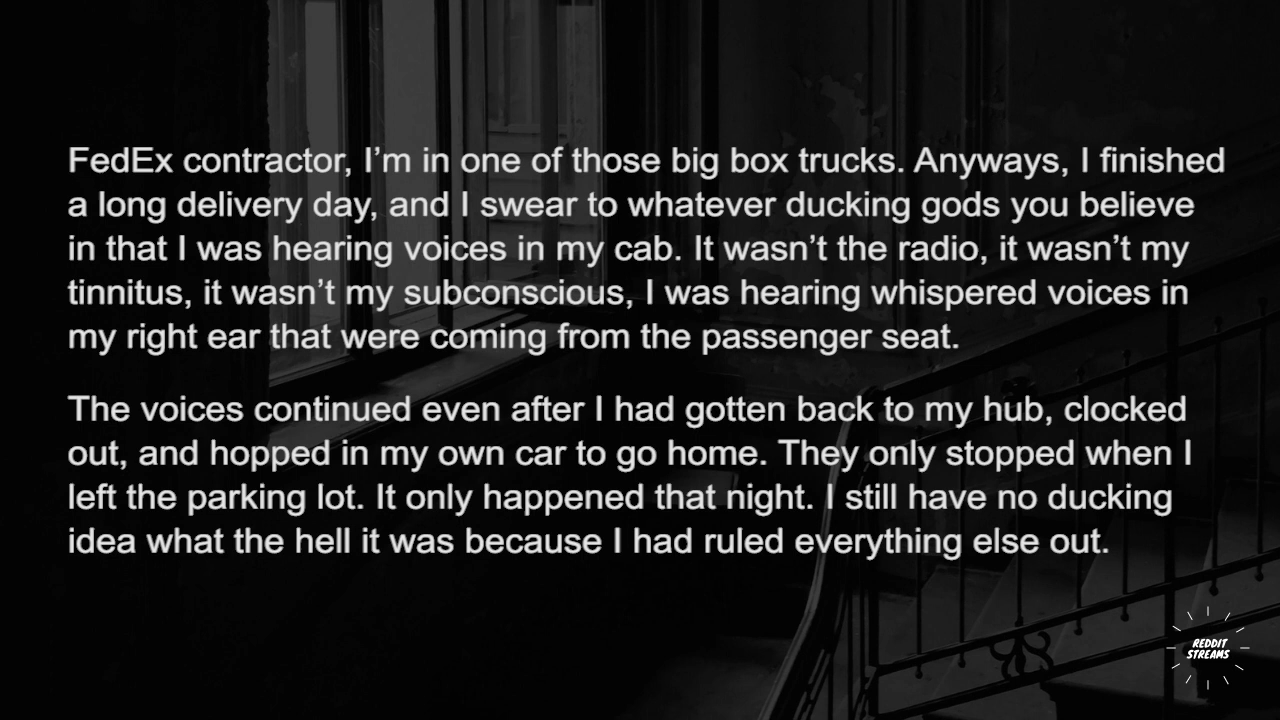 FedEx contractor, I’m in one of those big box trucks. Anyways, I finished
a long delivery day, and I swear to whatever ducking gods you believe
in that I was hearing voices in my cab. It wasn’t the radio, it wasn’t my
tinnitus, it wasn’t my subconscious, I was hearing whispered voices in
my right ear that were coming from the passenger seat.
The voices continued even after I had gotten back to my hub, clocked
out, and hopped in my own car to go home. They only stopped when I
left the parking lot. It only happened that night. I still have no ducking
idea what the hell it was because I had ruled everything else out.
REDDIT
STREAMS